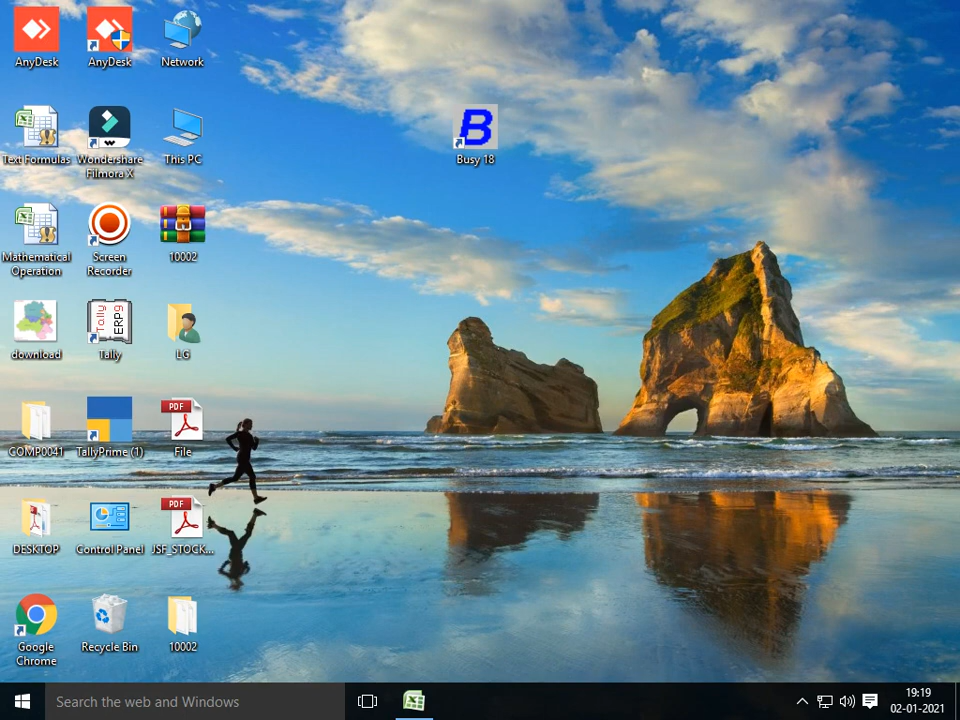 AnyDesk
AnyDesk
Network
Text Formulas
Wondershare
Filmora X
This PC
B
Busy 18
Mathematical
Operation
Screen
Recorder
10002
download
Tally
ERP9
Tally
LG
COMP0041
TallyPrime (1)
PDF
File
DESKTOP
Control Panel
PDF
JSF_STOCK...
Google
Chrome
Recycle Bin
10002
Search the web and Windows
19:19
02-01-2021